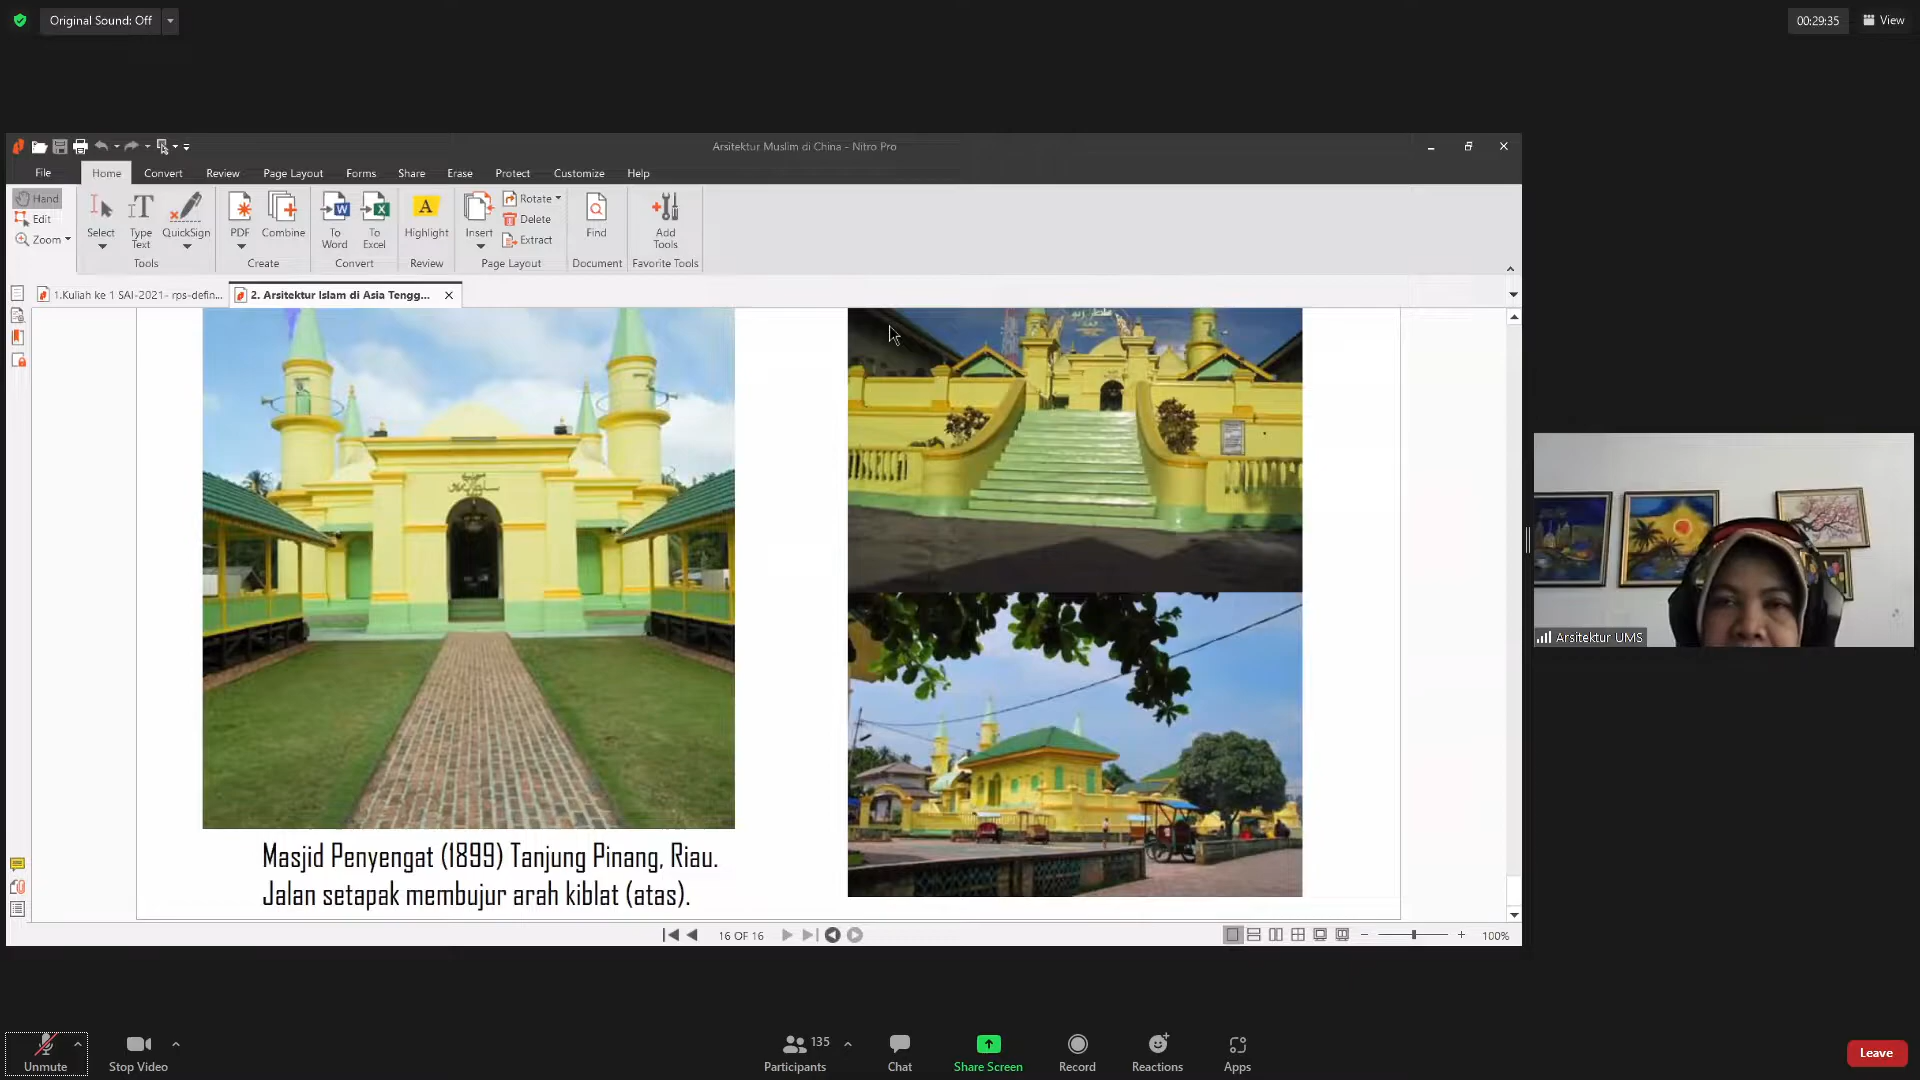 Original Sound: Off
00:29:35
View
Arsitektur Muslim di China - Nitro Pro
File Home Convert Review Page Layout Forms Share Erase Protect Customize Help
Hand
Edit
Zoom
Select
Type Text
QuickSign
Tools
PDF
Combine
Create
To Word
To Excel
Convert
Highlight
Review
Insert
Rotate
Delete
Extract
Page Layout
Find
Document
Add Tools
Favorite Tools
1.Kuliah ke 1 SAI-2021- rps-defin...
2. Arsitektur Islam di Asia Tengg...
Masjid Penyengat (1899) Tanjung Pinang, Riau.
Jalan setapak membujur arah kiblat (atas).
16 OF 16
100%
Arsitektur UMS
Unmute
Stop Video
Participants
135
Chat
Share Screen
Record
Reactions
Apps
Leave